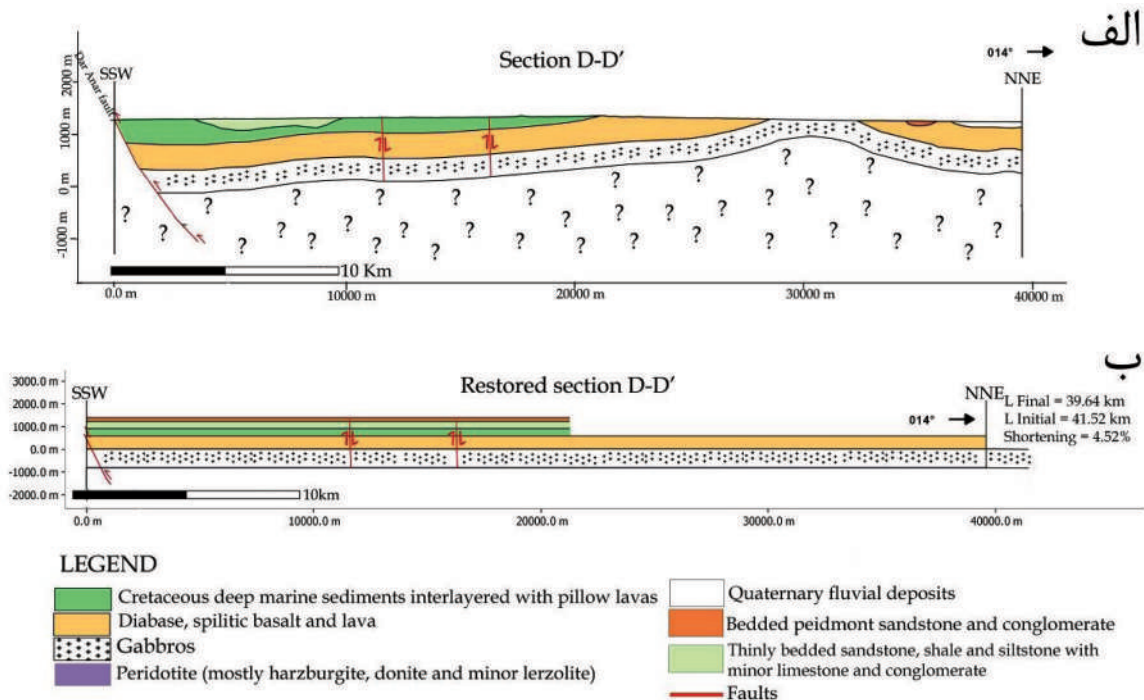 الف
Section D-D'
014°
Dar Anar fault
SSW
NNE
2000 m
1000 m
0 m
-1000 m
? ? ? ? ? ? ? ? ? ? ? ? ? ? ? ? ? ? ? ? ? ? ? ? ? ? ? ?
10 Km
0.0 m
10000 m
20000 m
30000 m
40000 m
ب
Restored section D-D'
SSW
NNE
014°
L Final = 39.64 km
L Initial = 41.52 km
Shortening = 4.52%
3000.0 m
2000.0 m
1000.0 m
0.0 m
-1000.0 m
-2000.0 m
10km
0.0 m
10000.0 m
20000.0 m
30000.0 m
40000.0 m
LEGEND
Cretaceous deep marine sediments interlayered with pillow lavas
Diabase, spilitic basalt and lava
Gabbros
Peridotite (mostly harzburgite, donite and minor lerzolite)
Quaternary fluvial deposits
Bedded peidmont sandstone and conglomerate
Thinly bedded sandstone, shale and siltstone with
minor limestone and conglomerate
Faults